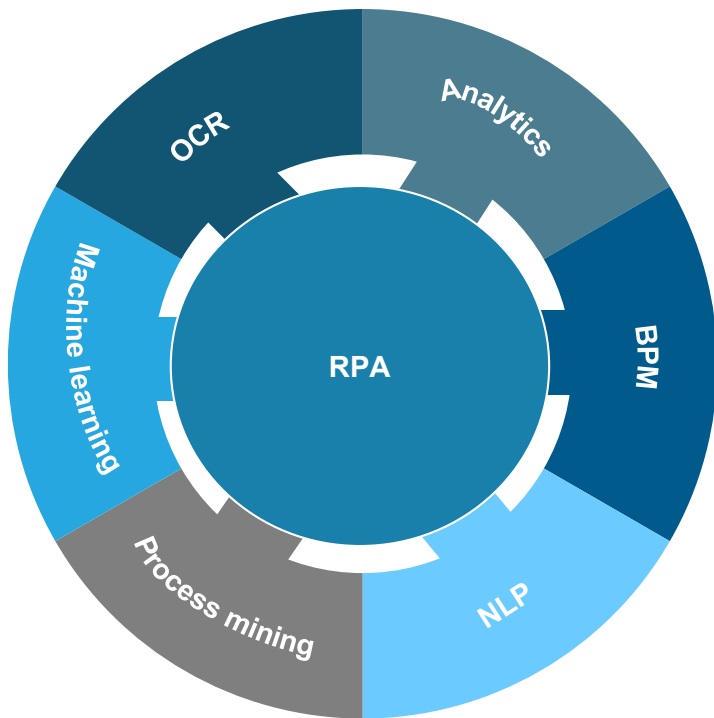 Analytics
BPM
NLP
Process mining
Machine learning
OCR
RPA